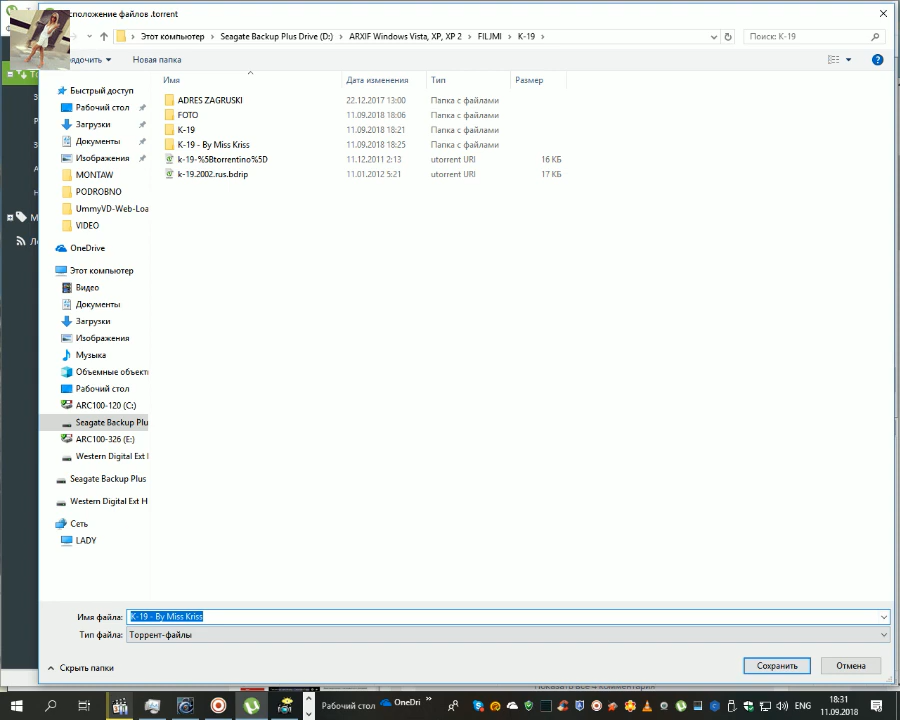 сположение файлов .torrent
Этот компьютер › Seagate Backup Plus Drive (D:) › ARXIF Windows Vista, XP, XP 2 › FILJMI › K-19 ›
Поиск: K-19
Новая папка
Имя
Дата изменения
Тип
Размер
ADRES ZAGRUSKI 22.12.2017 13:00 Папка с файлами
FOTO 11.09.2018 18:06 Папка с файлами
K-19 11.09.2018 18:21 Папка с файлами
K-19 - By Miss Kriss 11.09.2018 18:25 Папка с файлами
k-19-%5Btorrentino%5D 11.12.2011 2:13 utorrent URI 16 КБ
k-19.2002.rus.bdrip 11.01.2012 5:21 utorrent URI 17 КБ
Быстрый доступ
Рабочий стол
Загрузки
Документы
Изображения
MONTAW
PODROBNO
UmmyVD-Web-Loa
VIDEO
OneDrive
Этот компьютер
Видео
Документы
Загрузки
Изображения
Музыка
Объемные объект
Рабочий стол
ARC100-120 (C:)
Seagate Backup Plu
ARC100-326 (E:)
Western Digital Ext
Seagate Backup Plus
Western Digital Ext H
Сеть
LADY
Имя файла: K-19 - By Miss Kriss
Тип файла: Торрент-файлы
Скрыть папки
Сохранить
Отмена
Рабочий стол
OneDri
ENG
18:31
11.09.2018